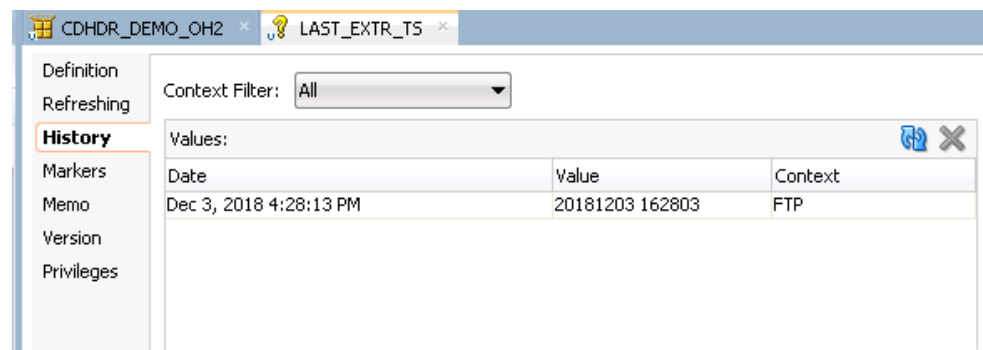 CDHDR_DEMO_OH2 LAST_EXTR_TS
Definition
Refreshing
History
Markers
Memo
Version
Privileges
Context Filter: All
Values:
Date Value Context
Dec 3, 2018 4:28:13 PM 20181203 162803 FTP